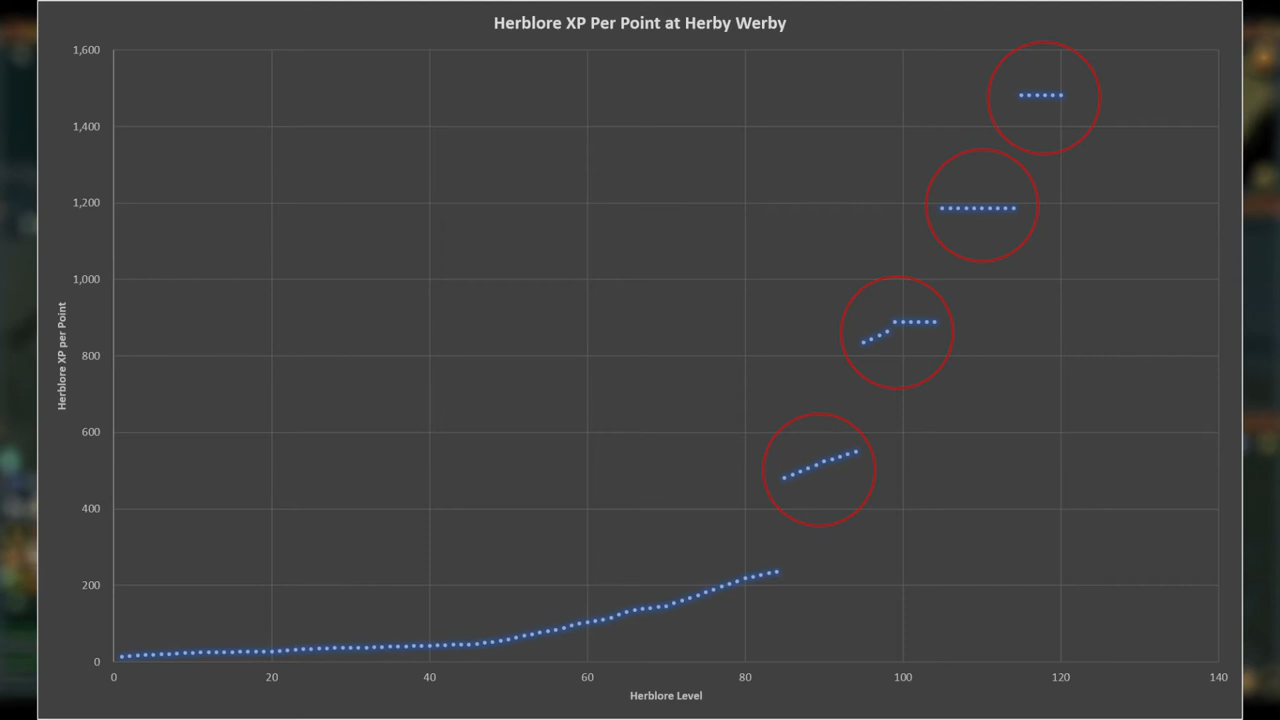 Herblore XP Per Point at Herby Werby
1,600
1,400
1,200
1,000
800
600
400
200
0
Herblore XP per Point
0 20 40 60 80 100 120 140
Herblore Level